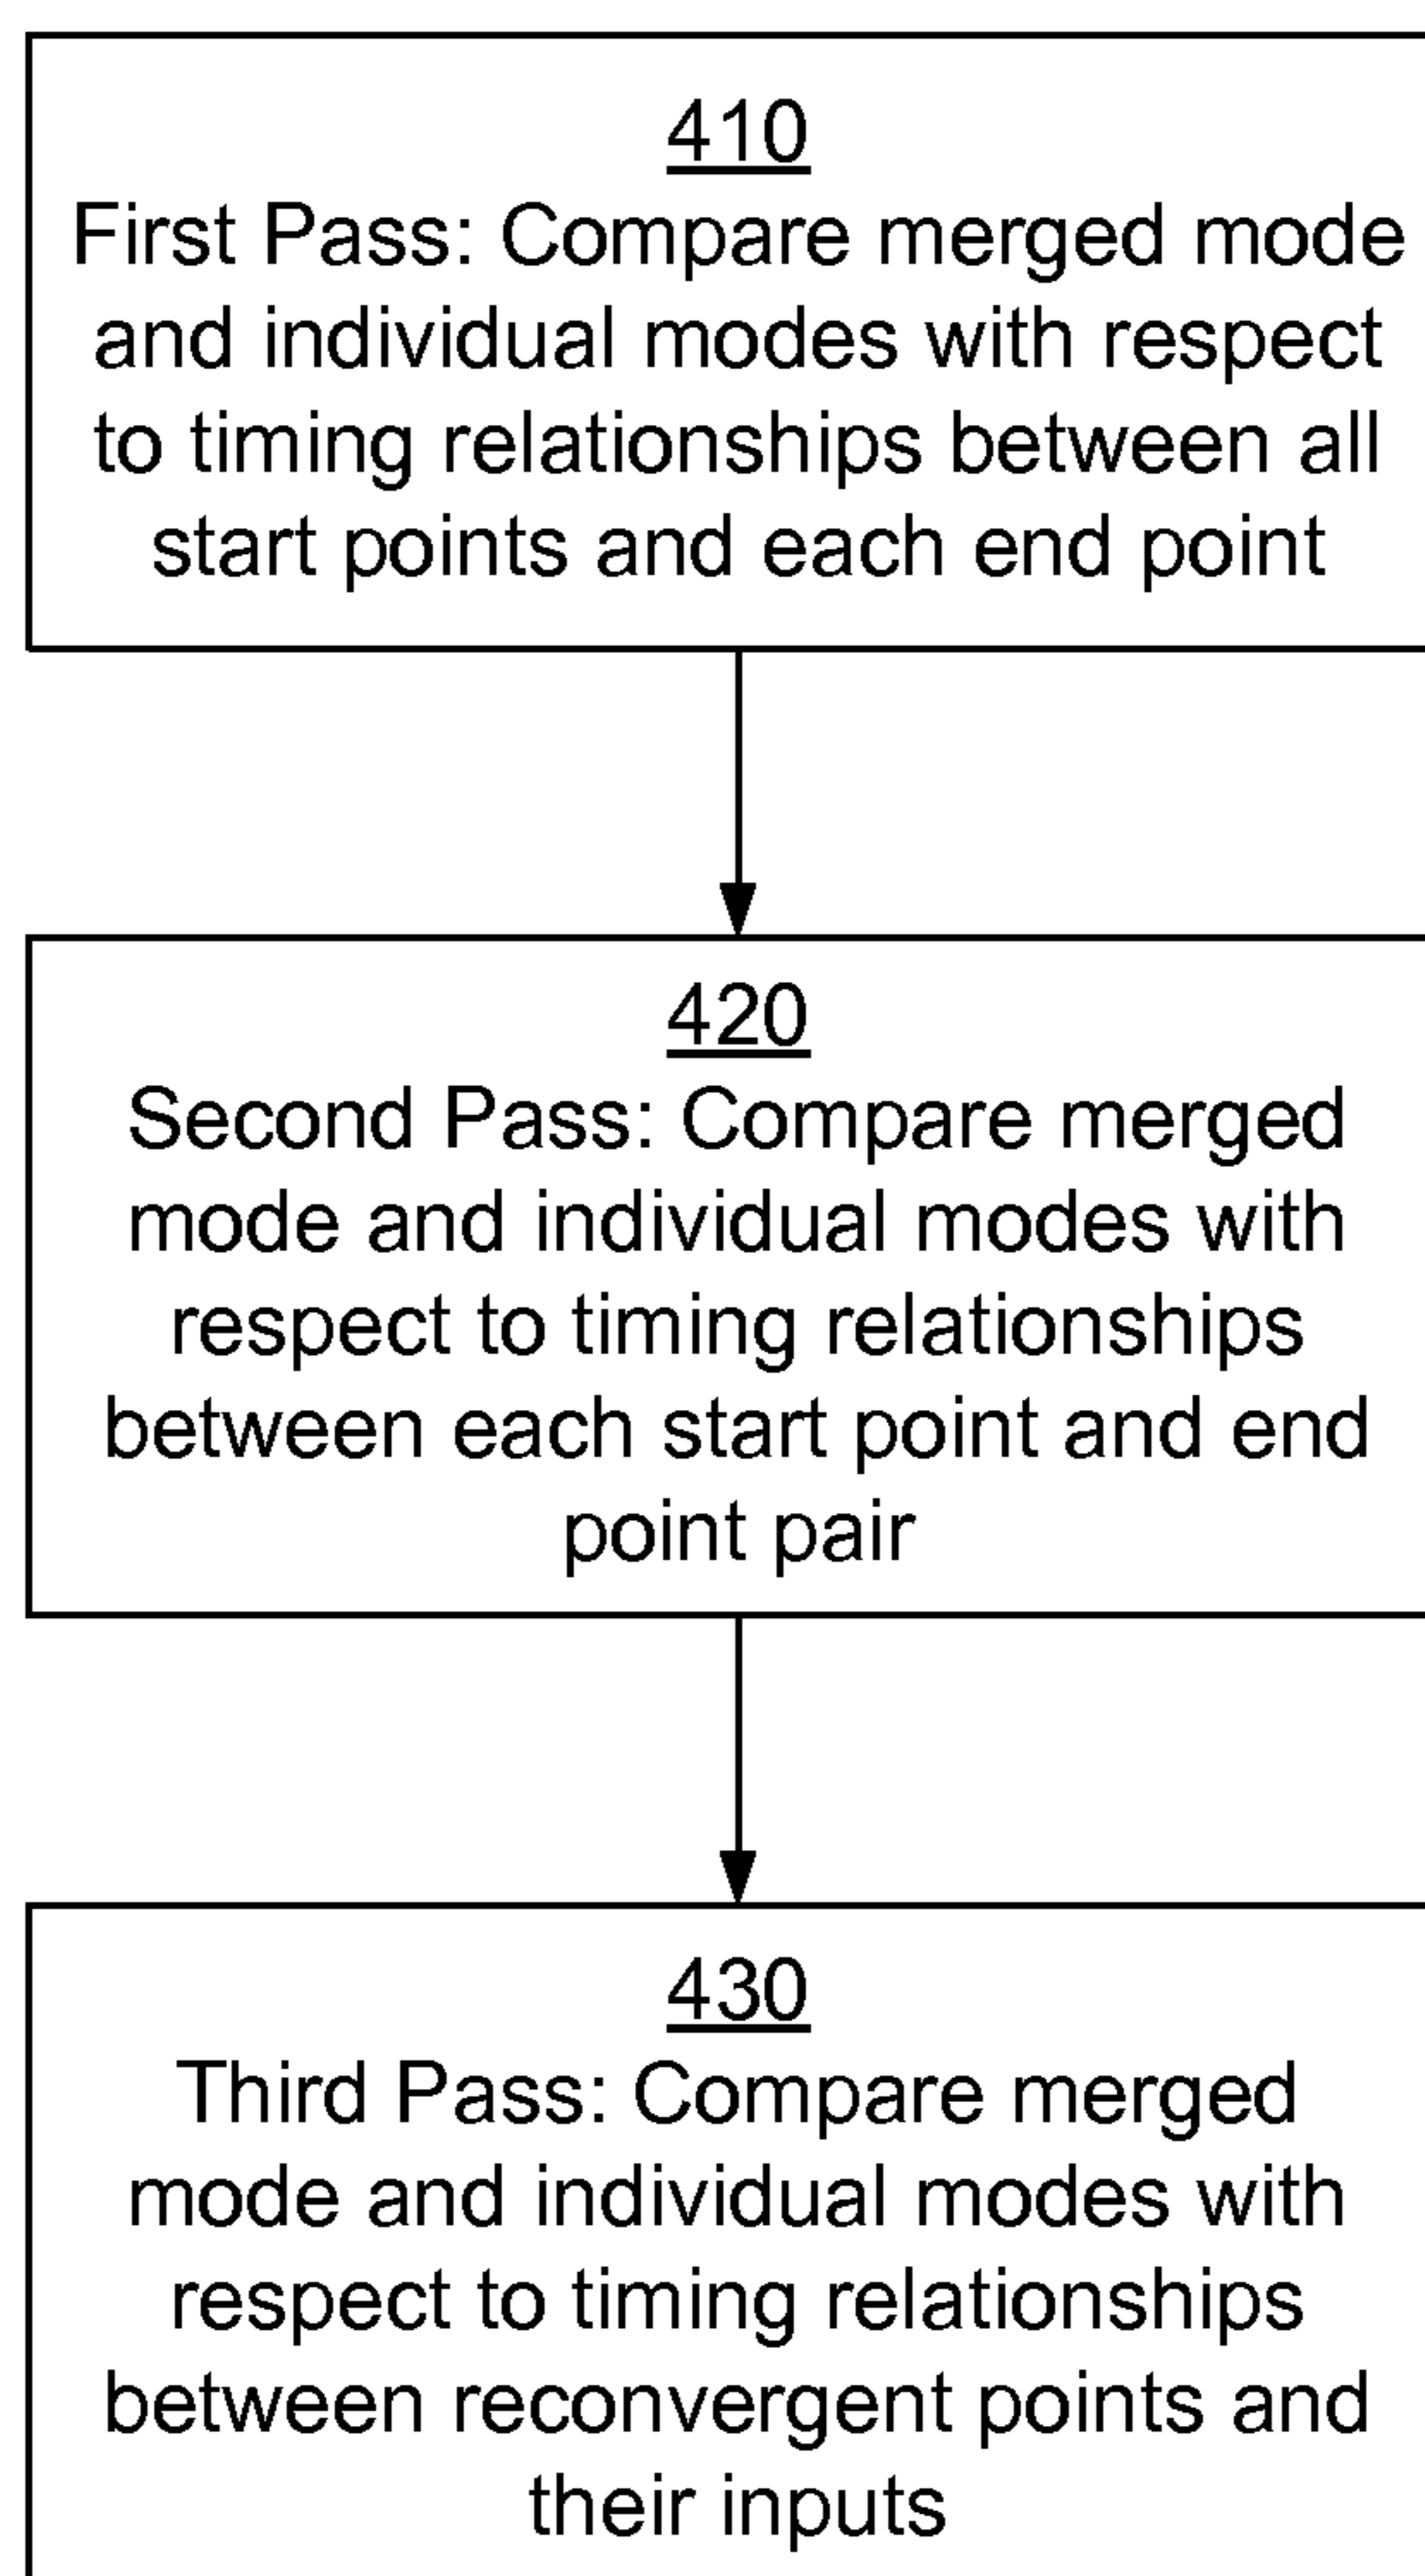 410
First Pass: Compare merged mode
and individual modes with respect
to timing relationships between all
start points and each end point
420
Second Pass: Compare merged
mode and individual modes with
respect to timing relationships
between each start point and end
point pair
430
Third Pass: Compare merged
mode and individual modes with
respect to timing relationships
between reconvergent points and
their inputs